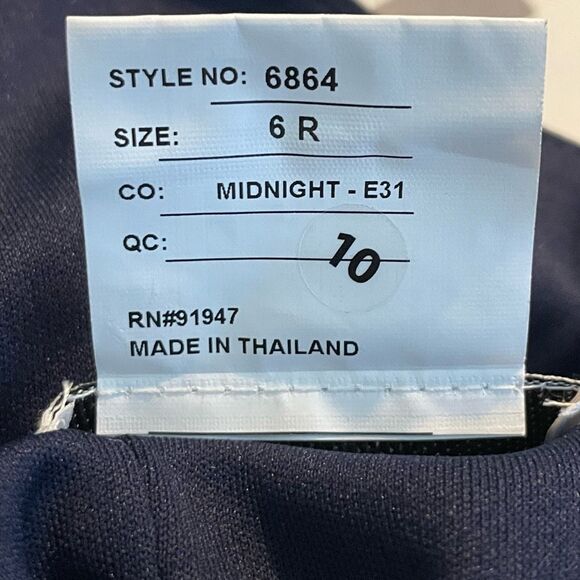 STYLE NO: 6864
SIZE: 6 R
CO: MIDNIGHT - E31
QC: 10
RN#91947
MADE IN THAILAND